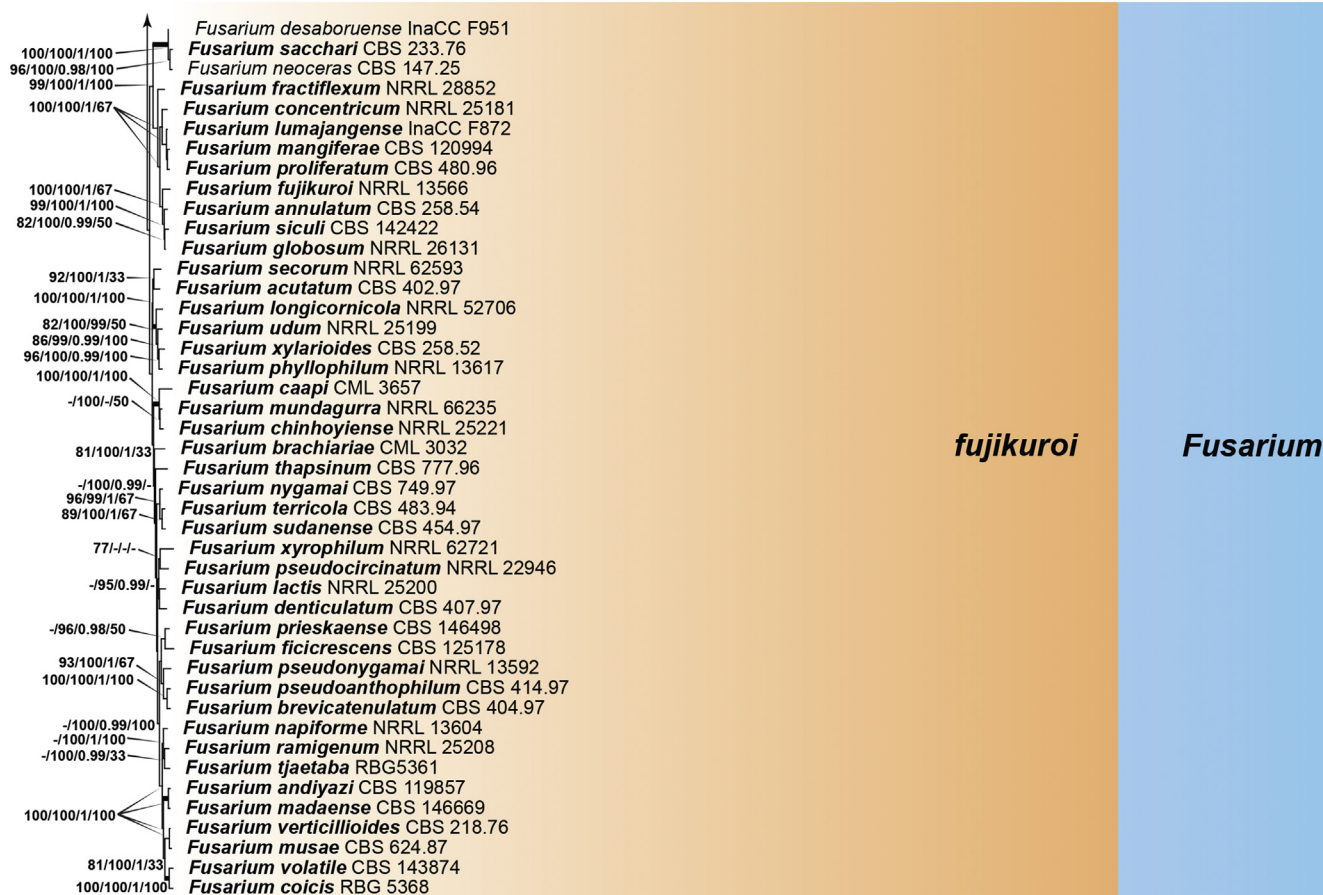 Fusarium desaboruense InaCC F951
100/100/1/100 Fusarium sacchari CBS 233.76
96/100/0.98/100 Fusarium neoceras CBS 147.25
99/100/1/100 Fusarium fractiflexum NRRL 28852
100/100/1/67 Fusarium concentricum NRRL 25181
Fusarium lumajangense InaCC F872
Fusarium mangiferae CBS 120994
Fusarium proliferatum CBS 480.96
100/100/1/67 Fusarium fujikuroi NRRL 13566
99/100/1/100 Fusarium annulatum CBS 258.54
82/100/0.99/50 Fusarium siculi CBS 142422
Fusarium globosum NRRL 26131
Fusarium secorum NRRL 62593
92/100/1/33 Fusarium acutatum CBS 402.97
100/100/1/100 Fusarium longicornicola NRRL 52706
82/100/99/50 Fusarium udum NRRL 25199
86/99/0.99/100 Fusarium xylarioides CBS 258.52
96/100/0.99/100 Fusarium phyllophilum NRRL 13617
100/100/1/100 Fusarium caapi CML 3657
-/100/-/50 Fusarium mundagurra NRRL 66235
Fusarium chinhoyiense NRRL 25221
81/100/1/33 Fusarium brachiariae CML 3032
fujikuroi
Fusarium
Fusarium thapsinum CBS 777.96
-/100/0.99/- Fusarium nygamai CBS 749.97
96/99/1/67 Fusarium terricola CBS 483.94
89/100/1/67 Fusarium sudanense CBS 454.97
77/-/-/- Fusarium xyrophilum NRRL 62721
Fusarium pseudocircinatum NRRL 22946
-/95/0.99/- Fusarium lactis NRRL 25200
Fusarium denticulatum CBS 407.97
-/96/0.98/50 Fusarium prieskaense CBS 146498
Fusarium ficicrescens CBS 125178
93/100/1/67 Fusarium pseudonygamai NRRL 13592
100/100/1/100 Fusarium pseudoanthophilum CBS 414.97
Fusarium brevicatenulatum CBS 404.97
-/100/0.99/100 Fusarium napiforme NRRL 13604
-/100/1/100 Fusarium ramigenum NRRL 25208
-/100/0.99/33 Fusarium tjaetaba RBG5361
Fusarium andiyazi CBS 119857
Fusarium madaense CBS 146669
100/100/1/100 Fusarium verticillioides CBS 218.76
Fusarium musae CBS 624.87
81/100/1/33 Fusarium volatile CBS 143874
100/100/1/100 Fusarium coicis RBG 5368